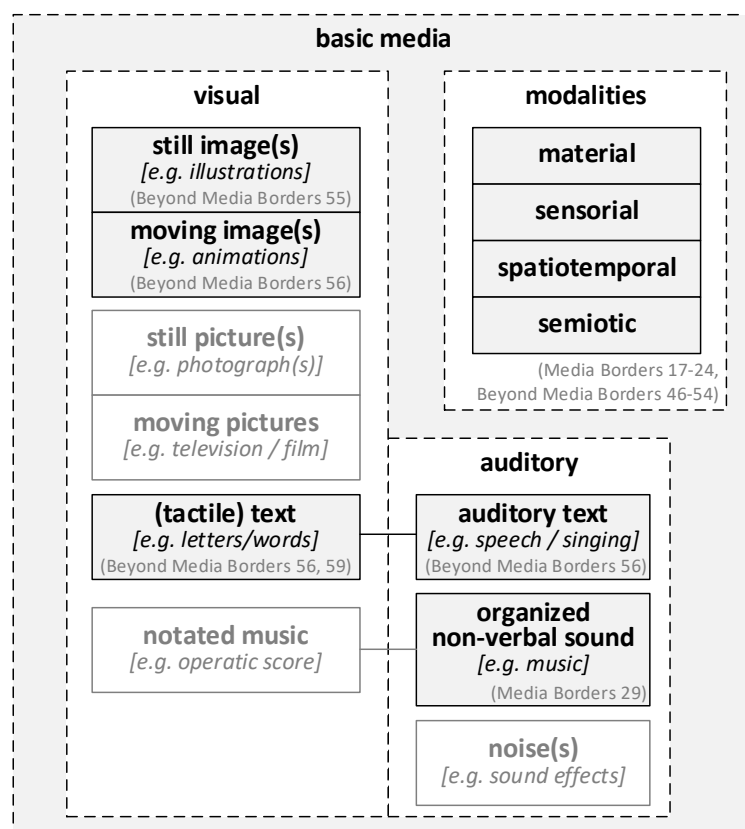 basic media
visual
still image(s)
[e.g. illustrations]
(Beyond Media Borders 55)
moving image(s)
[e.g. animations]
(Beyond Media Borders 56)
still picture(s)
[e.g. photograph(s)]
moving pictures
[e.g. television / film]
(tactile) text
[e.g. letters/words]
(Beyond Media Borders 56, 59)
notated music
[e.g. operatic score]
modalities
material
sensorial
spatiotemporal
semiotic
(Media Borders 17-24,
Beyond Media Borders 46-54)
auditory
auditory text
[e.g. speech / singing]
(Beyond Media Borders 56)
organized
non-verbal sound
[e.g. music]
(Media Borders 29)
noise(s)
[e.g. sound effects]